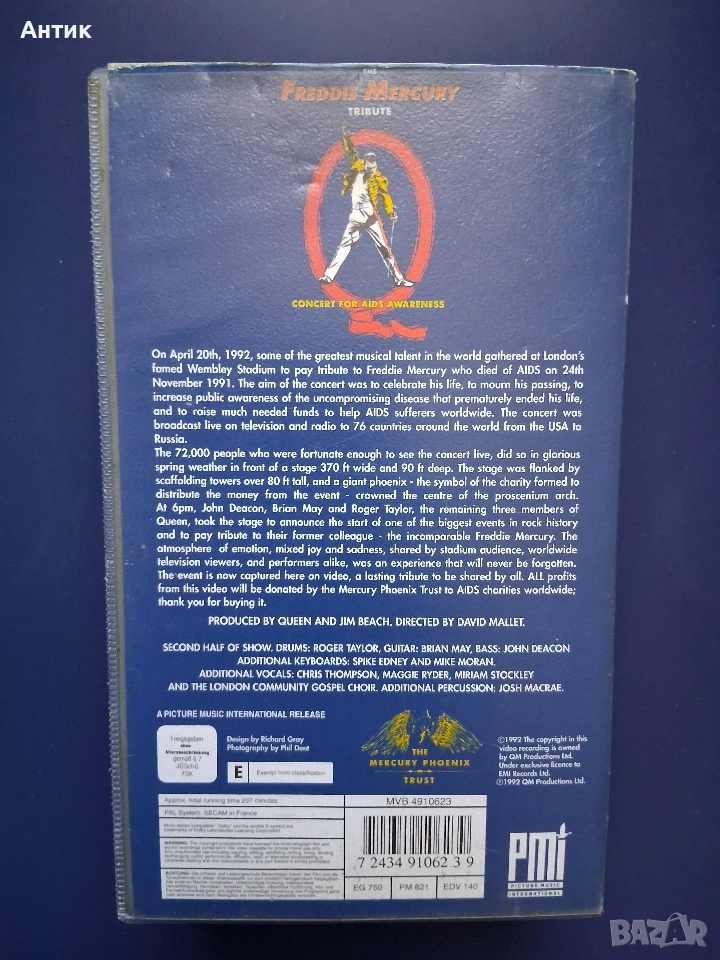 Антик
THE
FREDDIE MERCURY
TRIBUTE
CONCERT FOR AIDS AWARENESS
On April 20th, 1992, some of the greatest musical talent in the world gathered at London's
famed Wembley Stadium to pay tribute to Freddie Mercury who died of AIDS on 24th
November 1991. The aim of the concert was to celebrate his life, to mourn his passing, to
increase public awareness of the uncompromising disease that prematurely ended his life,
and to raise much needed funds to help AIDS sufferers worldwide. The concert was
broadcast live on television and radio to 76 countries around the world from the USA to
Russia.
The 72,000 people who were fortunate enough to see the concert live, did so in glorious
spring weather in front of a stage 370 ft wide and 90 ft deep. The stage was flanked by
scaffolding towers over 80 ft tall, and a giant phoenix - the symbol of the charity formed to
distribute the money from the event - crowned the centre of the proscenium arch.
At 6pm, John Deacon, Brian May and Roger Taylor, the remaining three members of
Queen, took the stage to announce the start of one of the biggest events in rock history
and to pay tribute to their former colleague - the incomparable Freddie Mercury. The
atmosphere of emotion, mixed joy and sadness, shared by stadium audience, worldwide
television viewers, and performers alike, was an experience that will never be forgotten.
The event is now captured here on video, a lasting tribute to be shared by all. ALL profits
from this video will be donated by the Mercury Phoenix Trust to AIDS charities worldwide;
thank you for buying it.
PRODUCED BY QUEEN AND JIM BEACH. DIRECTED BY DAVID MALLET.
SECOND HALF OF SHOW. DRUMS: ROGER TAYLOR, GUITAR: BRIAN MAY, BASS: JOHN DEACON
ADDITIONAL KEYBOARDS: SPIKE EDNEY AND MIKE MORAN.
ADDITIONAL VOCALS: CHRIS THOMPSON, MAGGIE RYDER, MIRIAM STOCKLEY
AND THE LONDON COMMUNITY GOSPEL CHOIR. ADDITIONAL PERCUSSION: JOSH MACRAE.
A PICTURE MUSIC INTERNATIONAL RELEASE
Freigegeben
ohne
Altersbeschränkung
gemäß § 7
JÖSchG
FSK
Design by Richard Gray
Photography by Phil Dent
E Exempt from classification
THE
MERCURY PHOENIX
TRUST
©1992 The copyright in this
video recording is owned
by QM Productions Ltd.
Under exclusive licence to
EMI Records Ltd.
℗1992 QM Productions Ltd.
Approx. total running time 207 minutes
PAL System. SECAM in France
trademarks of Dolby Laboratories Licensing Corporation.
WARNING:
ACHTUNG:
MVB 4910623
7 24349 10623 9
EG 750 PM 821 EDV 140
pmi
PICTURE MUSIC
INTERNATIONAL
BAZAR